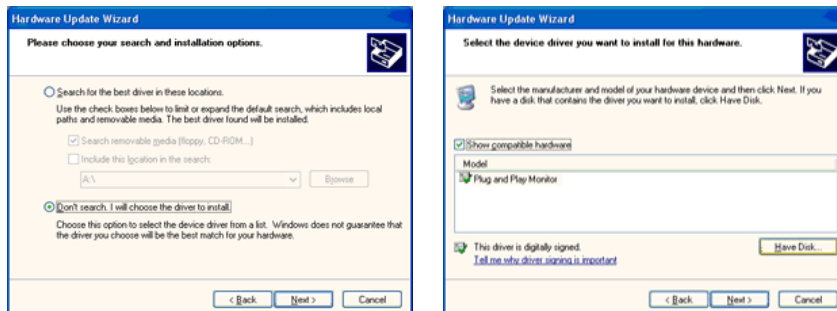 Hardware Update Wizard
Please choose your search and installation options.
Search for the best driver in these locations.
Use the check boxes below to limit or expand the default search, which includes local
paths and removable media. The best driver found will be installed.
Search removable media (floppy, CD-ROM...)
Include this location in the search:
A:\
Browse
Don't search. I will choose the driver to install.
Choose this option to select the device driver from a list. Windows does not guarantee that
the driver you choose will be the best match for your hardware.
< Back
Next >
Cancel
Hardware Update Wizard
Select the device driver you want to install for this hardware.
Select the manufacturer and model of your hardware device and then click Next. If you
have a disk that contains the driver you want to install, click Have Disk.
Show compatible hardware
Model
Plug and Play Monitor
This driver is digitally signed.
Tell me why driver signing is important
Have Disk...
< Back
Next >
Cancel